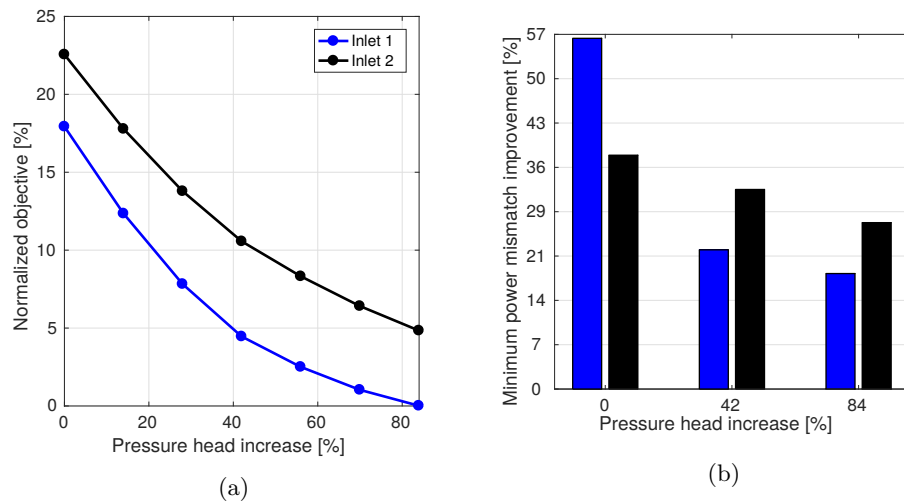 Normalized objective [%]
25
20
15
10
5
0
Inlet 1
Inlet 2
0 20 40 60 80
Pressure head increase [%]
(a)
Minimum power mismatch improvement [%]
57
50
43
36
29
21
14
7
0
0 42 84
Pressure head increase [%]
(b)